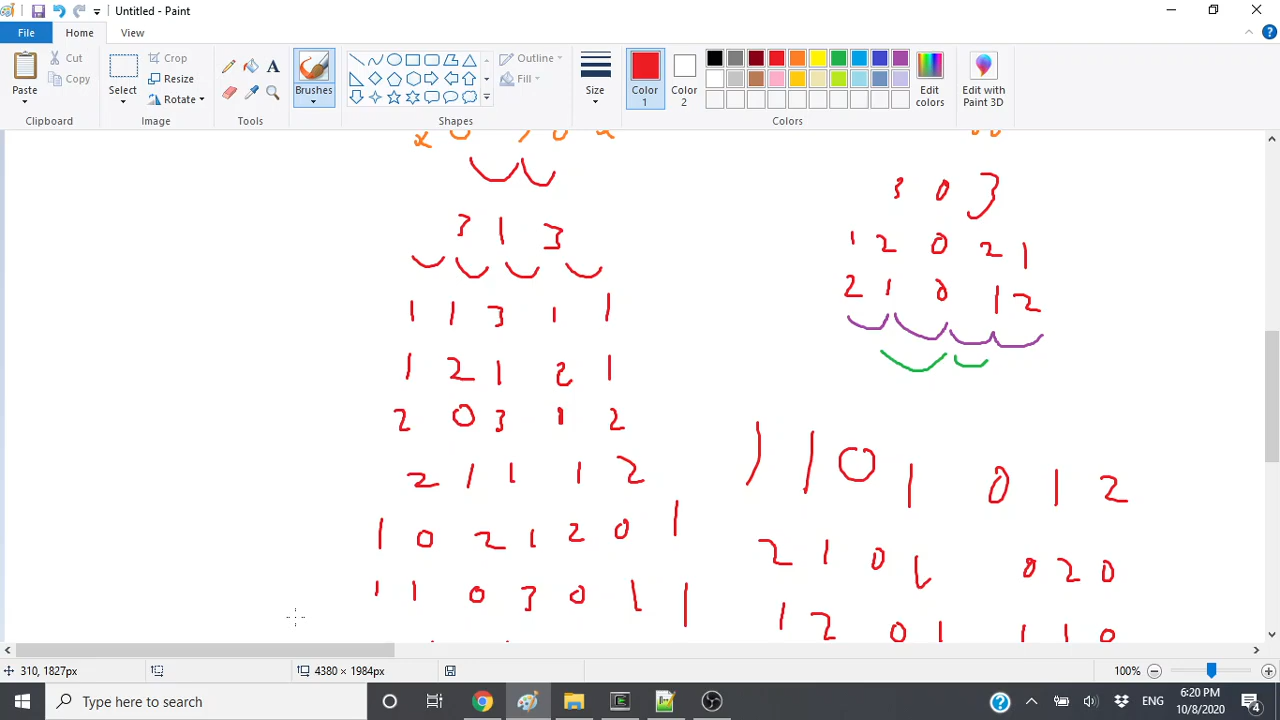 Untitled - Paint
File Home View
Paste Cut Copy Select Crop Resize Rotate Brushes Outline Fill Size Color 1 Color 2 Edit colors Edit with Paint 3D
Clipboard Image Tools Shapes Colors
3 0 3
3 1 3
1 2 0 2 1
2 1 0 1 2
1 1 3 1 1
1 2 1 2 1
2 0 3 1 2
2 1 1 1 2
1 1 0 1 0 1 2
1 0 2 1 2 0 1
2 1 0 1 0 2 0
1 1 0 3 0 1 1
1 2 0 1 1 1 0
310, 1827px 4380 × 1984px 100%
Type here to search ENG 6:20 PM
10/8/2020 4